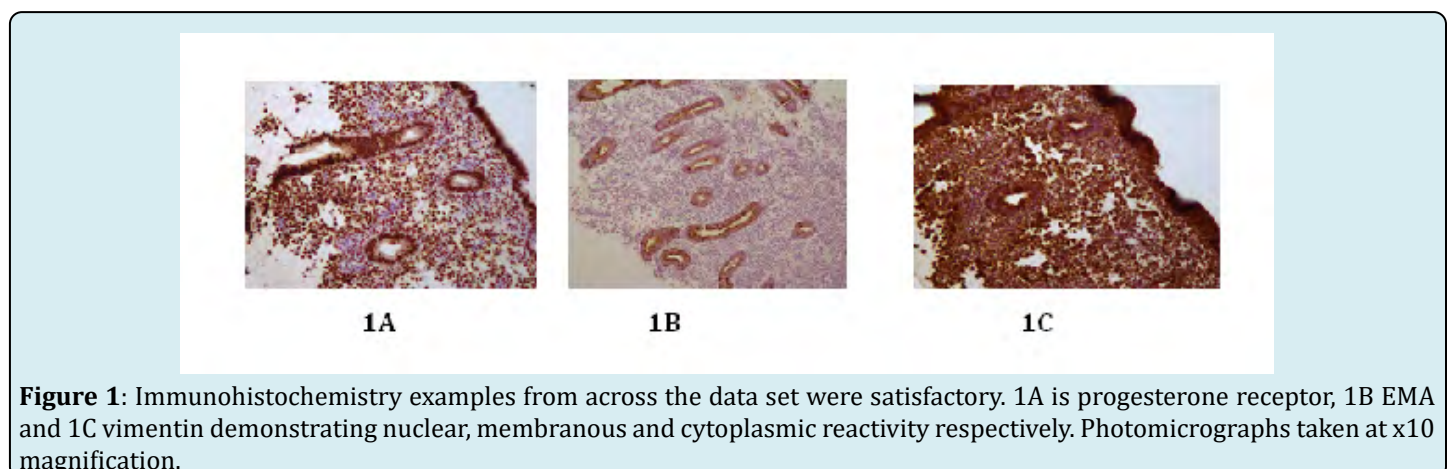 1A 1B 1C
Figure 1: Immunohistochemistry examples from across the data set were satisfactory. 1A is progesterone receptor, 1B EMA
and 1C vimentin demonstrating nuclear, membranous and cytoplasmic reactivity respectively. Photomicrographs taken at x10
magnification.